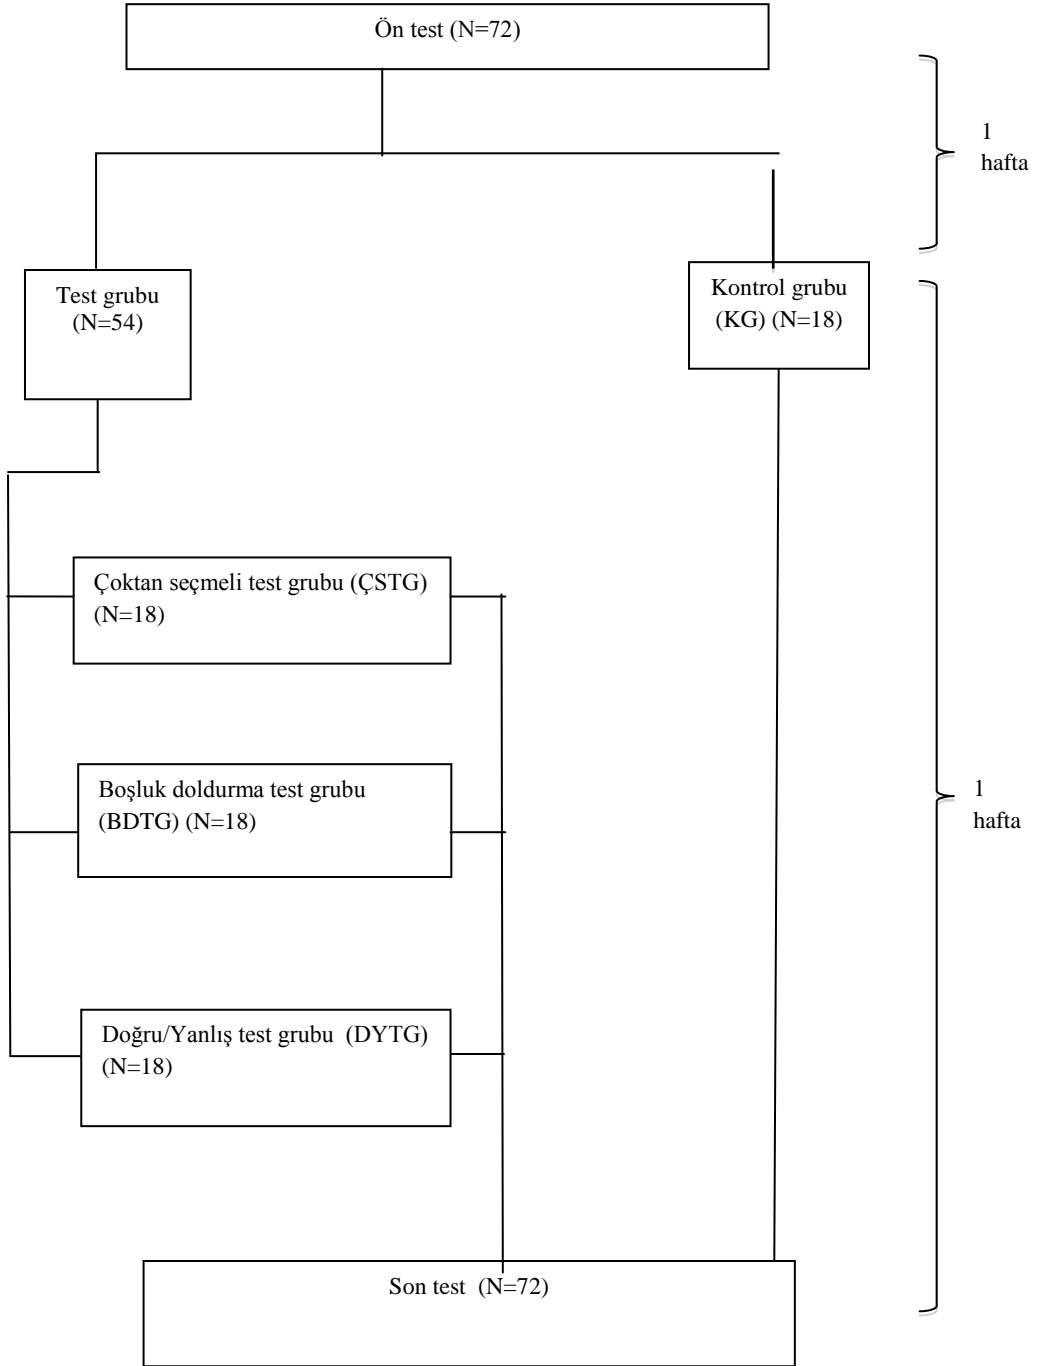 Ön test (N=72)
1
hafta
Test grubu
(N=54)
Kontrol grubu
(KG) (N=18)
Çoktan seçmeli test grubu (ÇSTG)
(N=18)
Boşluk doldurma test grubu
(BDTG) (N=18)
1
hafta
Doğru/Yanlış test grubu (DYTG)
(N=18)
Son test (N=72)